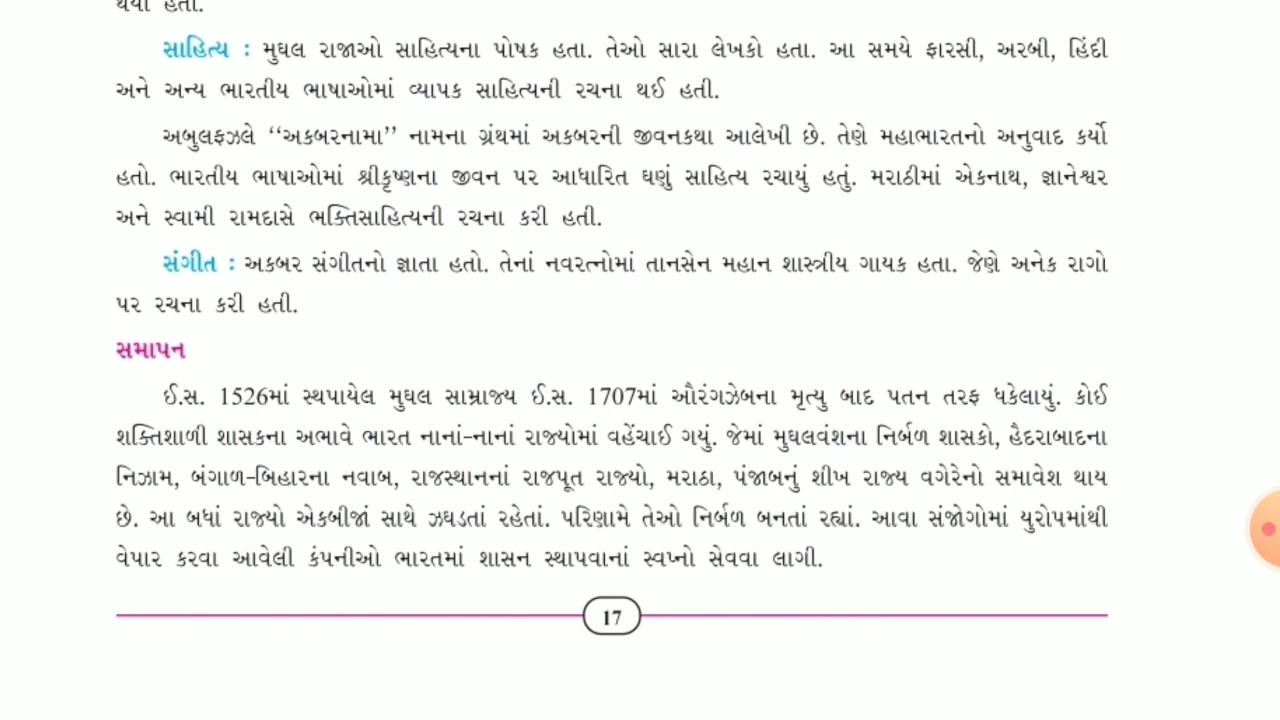 થયા હતા.
સાહિત્ય : મુઘલ રાજાઓ સાહિત્યના પોષક હતા. તેઓ સારા લેખકો હતા. આ સમયે ફારસી, અરબી, હિંદી
અને અન્ય ભારતીય ભાષાઓમાં વ્યાપક સાહિત્યની રચના થઈ હતી.
અબુલફઝલે ‘‘અકબરનામા’’ નામના ગ્રંથમાં અકબરની જીવનકથા આલેખી છે. તેણે મહાભારતનો અનુવાદ કર્યો
હતો. ભારતીય ભાષાઓમાં શ્રીકૃષ્ણના જીવન પર આધારિત ઘણું સાહિત્ય રચાયું હતું. મરાઠીમાં એકનાથ, જ્ઞાનેશ્વર
અને સ્વામી રામદાસે ભક્તિસાહિત્યની રચના કરી હતી.
સંગીત : અકબર સંગીતનો જ્ઞાતા હતો. તેનાં નવરત્નોમાં તાનસેન મહાન શાસ્ત્રીય ગાયક હતા. જેણે અનેક રાગો
પર રચના કરી હતી.
સમાપન
ઈ.સ. 1526માં સ્થપાયેલ મુઘલ સામ્રાજ્ય ઈ.સ. 1707માં ઔરંગઝેબના મૃત્યુ બાદ પતન તરફ ધકેલાયું. કોઈ
શક્તિશાળી શાસકના અભાવે ભારત નાનાં-નાનાં રાજ્યોમાં વહેંચાઈ ગયું. જેમાં મુઘલવંશના નિર્બળ શાસકો, હૈદરાબાદના
નિઝામ, બંગાળ-બિહારના નવાબ, રાજસ્થાનનાં રાજપૂત રાજ્યો, મરાઠા, પંજાબનું શીખ રાજ્ય વગેરેનો સમાવેશ થાય
છે. આ બધાં રાજ્યો એકબીજાં સાથે ઝઘડતાં રહેતાં. પરિણામે તેઓ નિર્બળ બનતાં રહ્યાં. આવા સંજોગોમાં યુરોપમાંથી
વેપાર કરવા આવેલી કંપનીઓ ભારતમાં શાસન સ્થાપવાનાં સ્વપ્નો સેવવા લાગી.
17